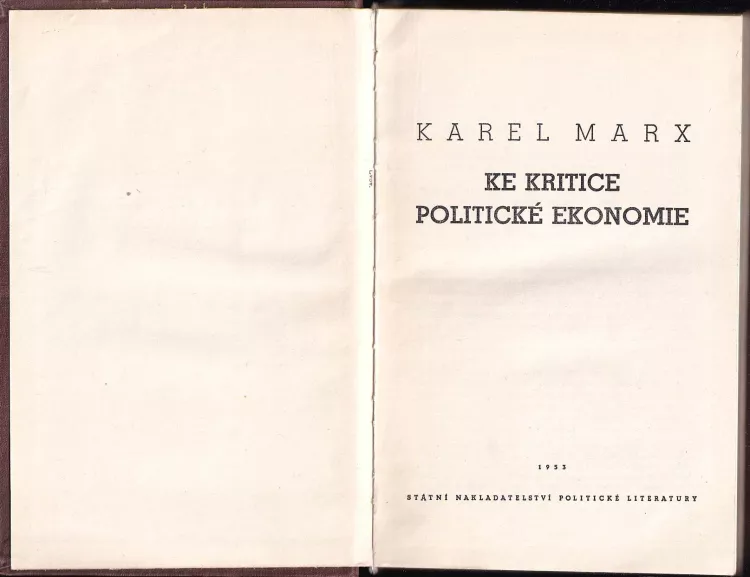 KAREL MARX
KE KRITICE
POLITICKÉ EKONOMIE
1953
STÁTNÍ NAKLADATELSTVÍ POLITICKÉ LITERATURY